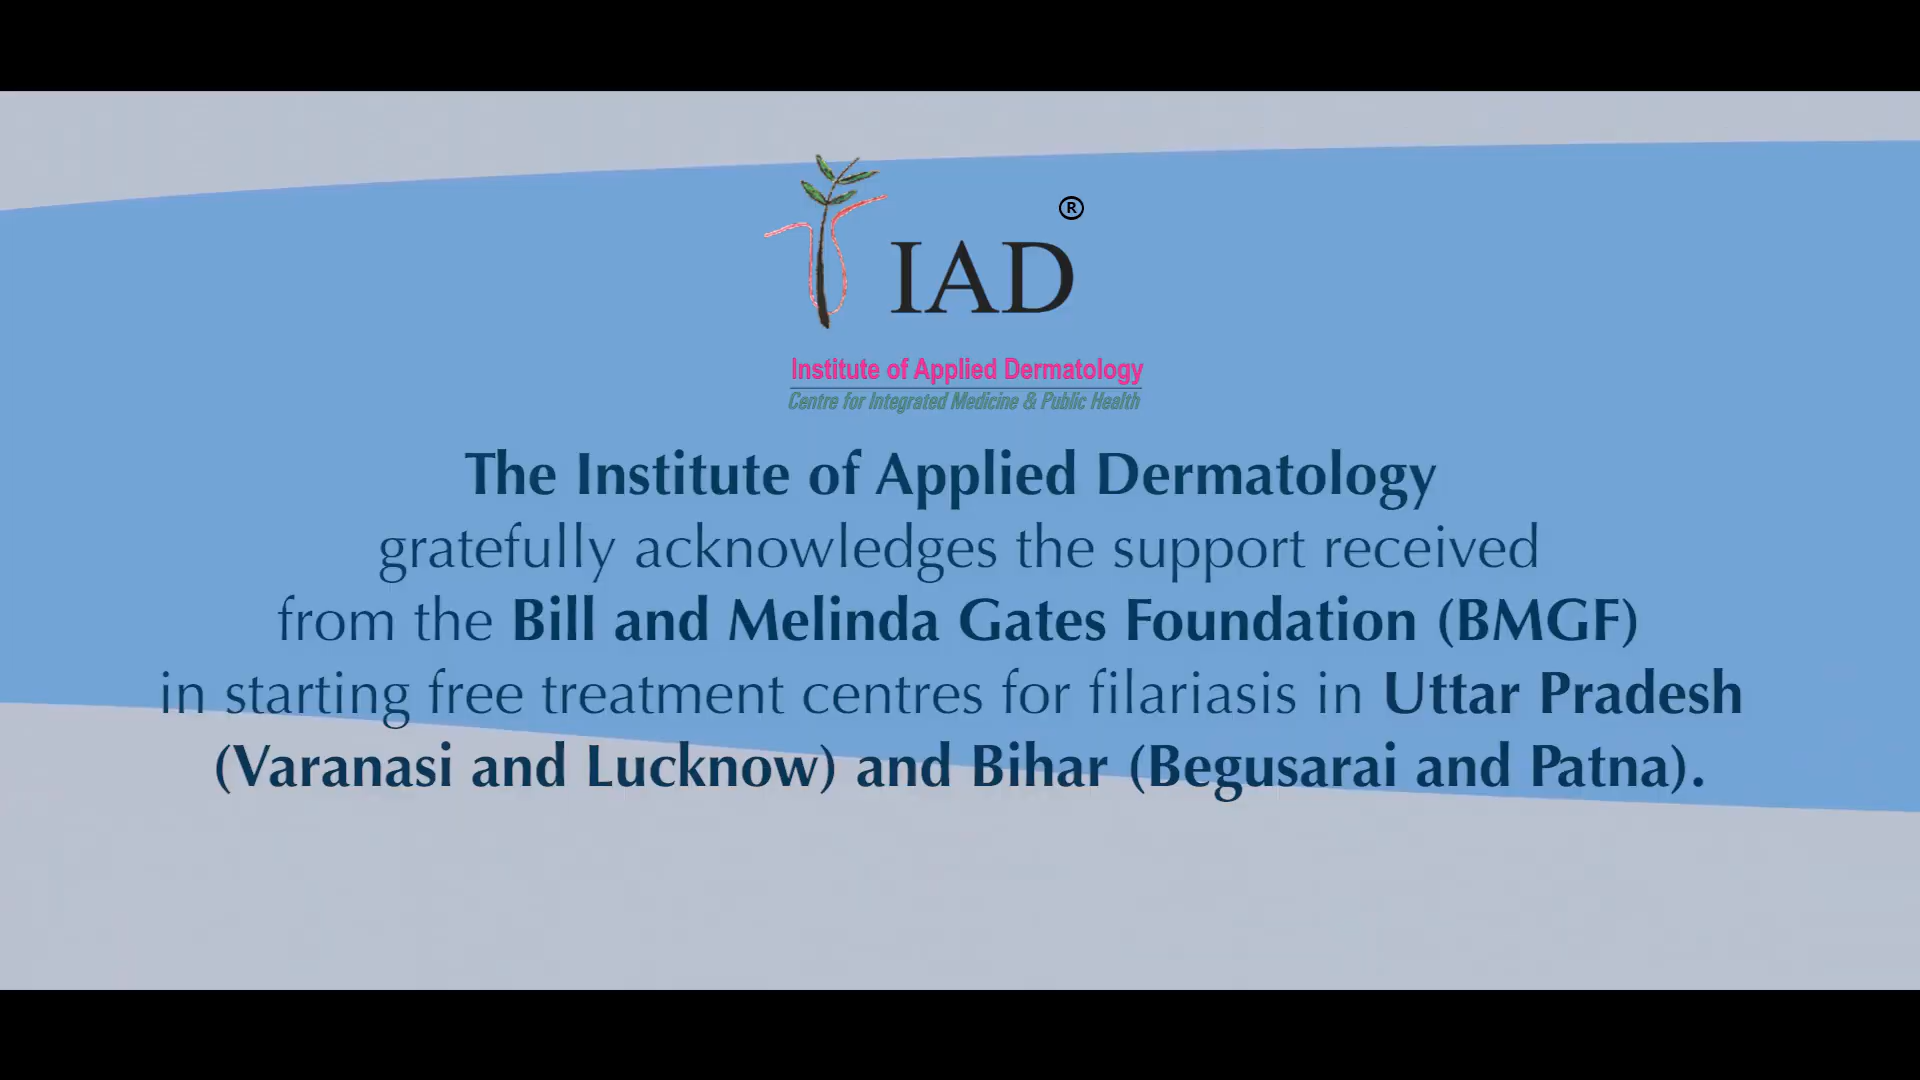 ®
IAD
Institute of Applied Dermatology
Centre for Integrated Medicine & Public Health
The Institute of Applied Dermatology
gratefully acknowledges the support received
from the Bill and Melinda Gates Foundation (BMGF)
in starting free treatment centres for filariasis in Uttar Pradesh
(Varanasi and Lucknow) and Bihar (Begusarai and Patna).